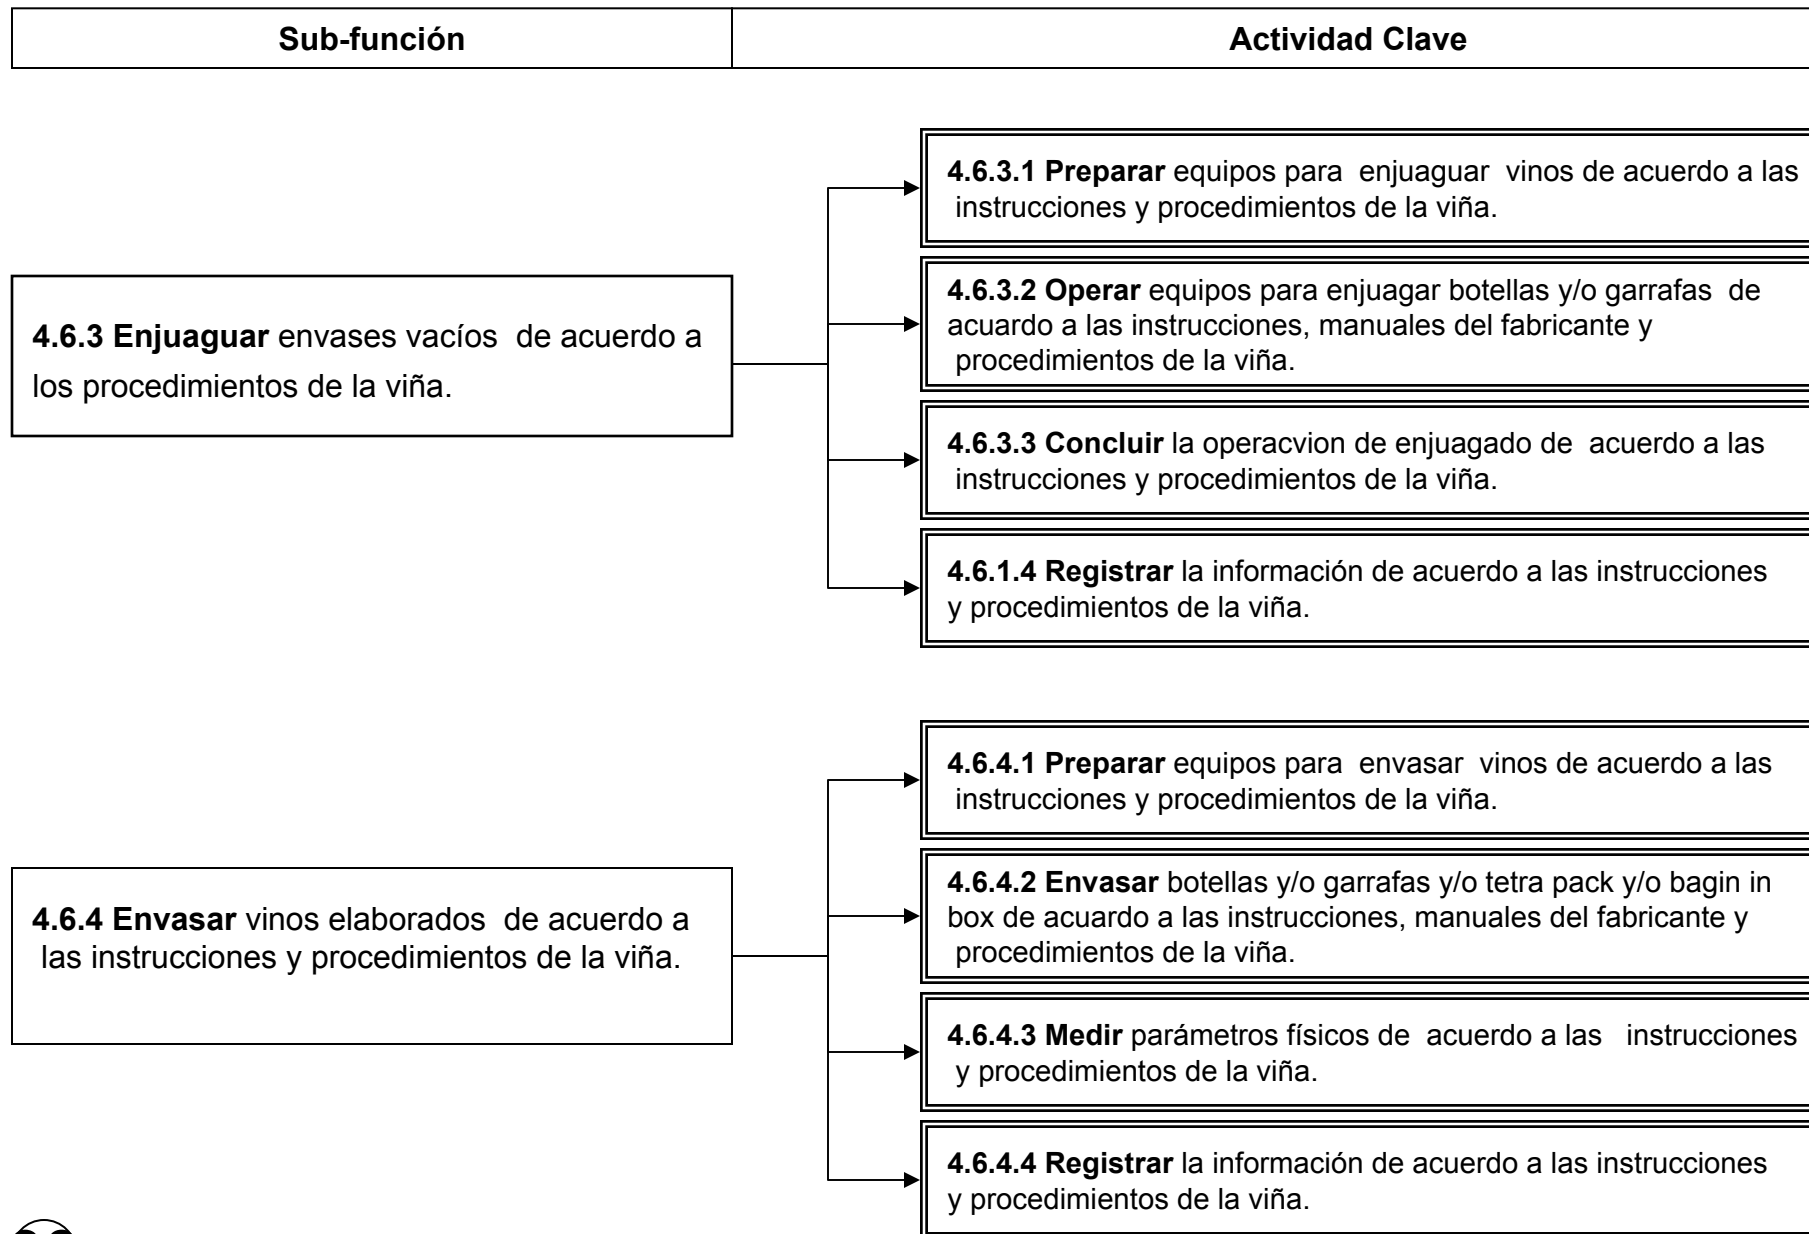 Sub-función
Actividad Clave
4.6.3 Enjuaguar envases vacíos de acuerdo a
los procedimientos de la viña.
4.6.3.1 Preparar equipos para enjuaguar vinos de acuerdo a las
instrucciones y procedimientos de la viña.
4.6.3.2 Operar equipos para enjuagar botellas y/o garrafas de
acuardo a las instrucciones, manuales del fabricante y
procedimientos de la viña.
4.6.3.3 Concluir la operacvion de enjuagado de acuerdo a las
instrucciones y procedimientos de la viña.
4.6.1.4 Registrar la información de acuerdo a las instrucciones
y procedimientos de la viña.
4.6.4 Envasar vinos elaborados de acuerdo a
las instrucciones y procedimientos de la viña.
4.6.4.1 Preparar equipos para envasar vinos de acuerdo a las
instrucciones y procedimientos de la viña.
4.6.4.2 Envasar botellas y/o garrafas y/o tetra pack y/o bagin in
box de acuardo a las instrucciones, manuales del fabricante y
procedimientos de la viña.
4.6.4.3 Medir parámetros físicos de acuerdo a las instrucciones
y procedimientos de la viña.
4.6.4.4 Registrar la información de acuerdo a las instrucciones
y procedimientos de la viña.